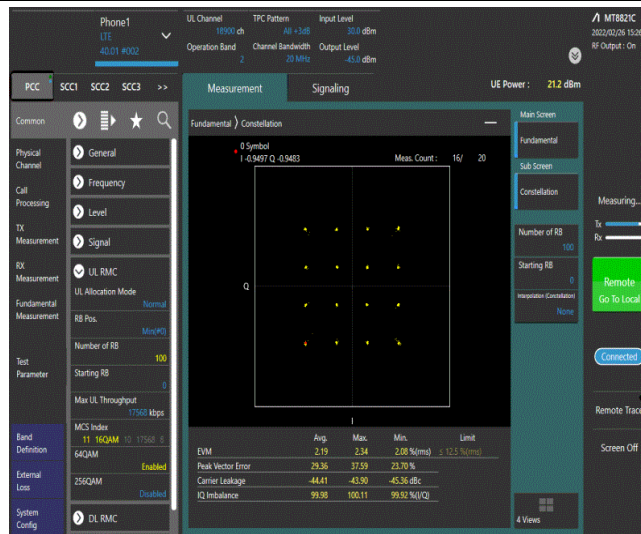 Phone1
LTE
40.01 #002
UL Channel
18900 ch
TPC Pattern
All +3dB
Input Level
30.0 dBm
Operation Band
2
Channel Bandwidth
20 MHz
Output Level
-45.0 dBm
MT8821C
2022/02/26 15:26
RF Output : On
PCC SCC1 SCC2 SCC3 >>
Measurement
Signaling
UE Power : 21.2 dBm
Common
Physical
Channel
Call
Processing
TX
Measurement
RX
Measurement
Fundamental
Measurement
Test
Parameter
Band
Definition
External
Loss
System
Config
General
Frequency
Level
Signal
UL RMC
UL Allocation Mode
Normal
RB Pos.
Min(#0)
Number of RB
100
Starting RB
0
Max UL Throughput
17568 kbps
MCS Index
11 16QAM 10 17568 6
64QAM
Enabled
256QAM
Disabled
DL RMC
Fundamental 〉 Constellation
0 Symbol
I -0.9497 Q -0.9483
Meas. Count : 16/ 20
Q
I
Avg. Max. Min. Limit
EVM 2.19 2.34 2.08 %(rms) ≤ 12.5 %(rms)
Peak Vector Error 29.36 37.59 23.70 %
Carrier Leakage -44.41 -43.90 -45.36 dBc
IQ Imbalance 99.98 100.11 99.92 %(I/Q)
Main Screen
Fundamental
Sub Screen
Constellation
Number of RB
100
Starting RB
0
Interpolation (Constellation)
None
4 Views
Measuring...
Tx
Rx
Remote
Go To Local
Connected
Remote Trace
Screen Off